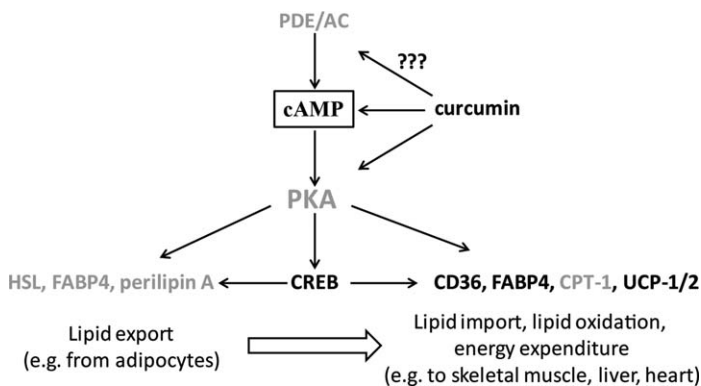 PDE/AC
???
cAMP
curcumin
PKA
HSL, FABP4, perilipin A
CREB
CD36, FABP4, CPT-1, UCP-1/2
Lipid export
(e.g. from adipocytes)
Lipid import, lipid oxidation,
energy expenditure
(e.g. to skeletal muscle, liver, heart)